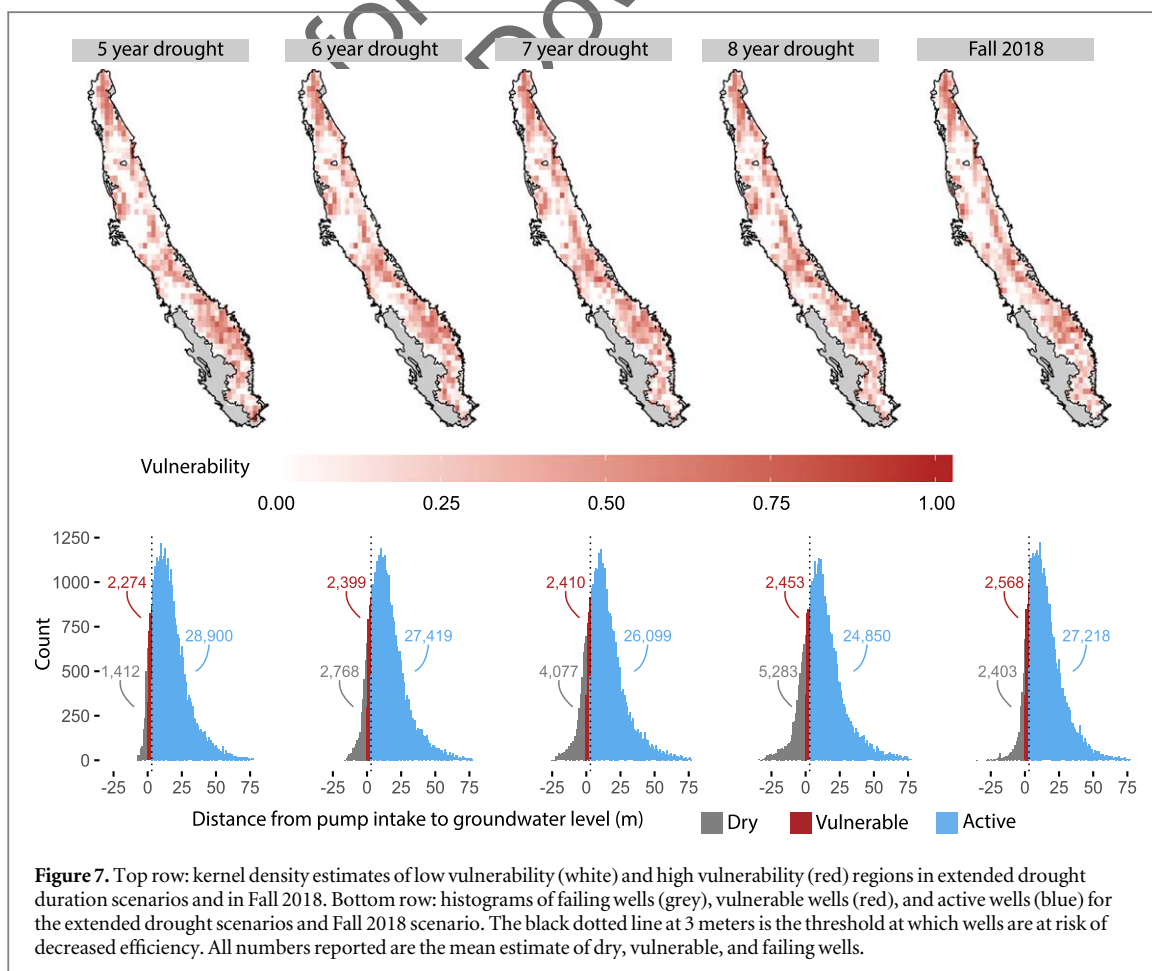 5 year drought
6 year drought
7 year drought
8 year drought
Fall 2018
Vulnerability
0.00 0.25 0.50 0.75 1.00
1250
1000
750
500
250
0
Count
2,274
28,900
1,412
2,399
27,419
2,768
2,410
26,099
4,077
2,453
24,850
5,283
2,568
27,218
2,403
-25 0 25 50 75
-25 0 25 50 75
-25 0 25 50 75
-25 0 25 50 75
-25 0 25 50 75
Distance from pump intake to groundwater level (m)
Dry
Vulnerable
Active
Figure 7. Top row: kernel density estimates of low vulnerability (white) and high vulnerability (red) regions in extended drought
duration scenarios and in Fall 2018. Bottom row: histograms of failing wells (grey), vulnerable wells (red), and active wells (blue) for
the extended drought scenarios and Fall 2018 scenario. The black dotted line at 3 meters is the threshold at which wells are at risk of
decreased efficiency. All numbers reported are the mean estimate of dry, vulnerable, and failing wells.